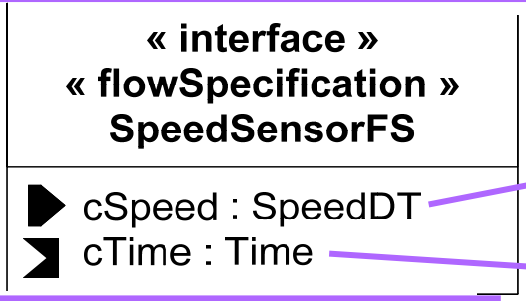 « interface »
« flowSpecification »
SpeedSensorFS
cSpeed : SpeedDT
cTime : Time